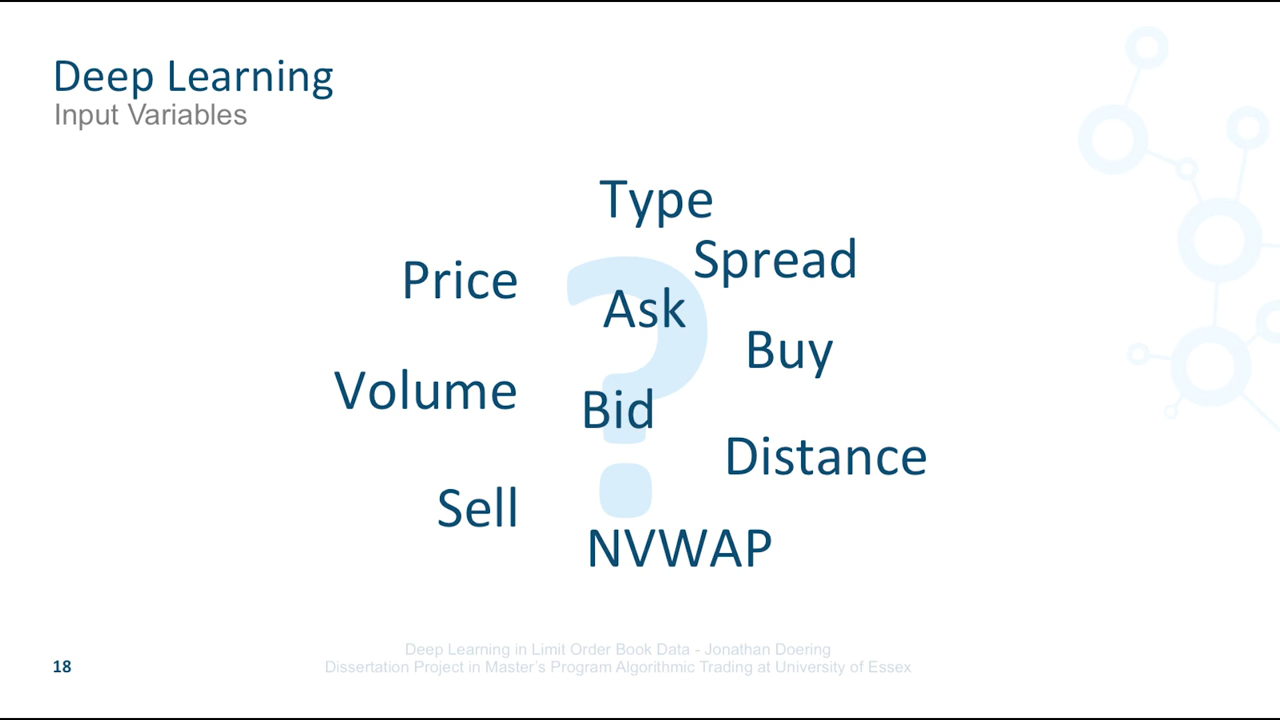 Deep Learning
Input Variables
Type
Spread
Price
Ask
Buy
Volume
Bid
Distance
Sell
NVWAP
?
Deep Learning in Limit Order Book Data - Jonathan Doering
Dissertation Project in Master's Program Algorithmic Trading at University of Essex
18